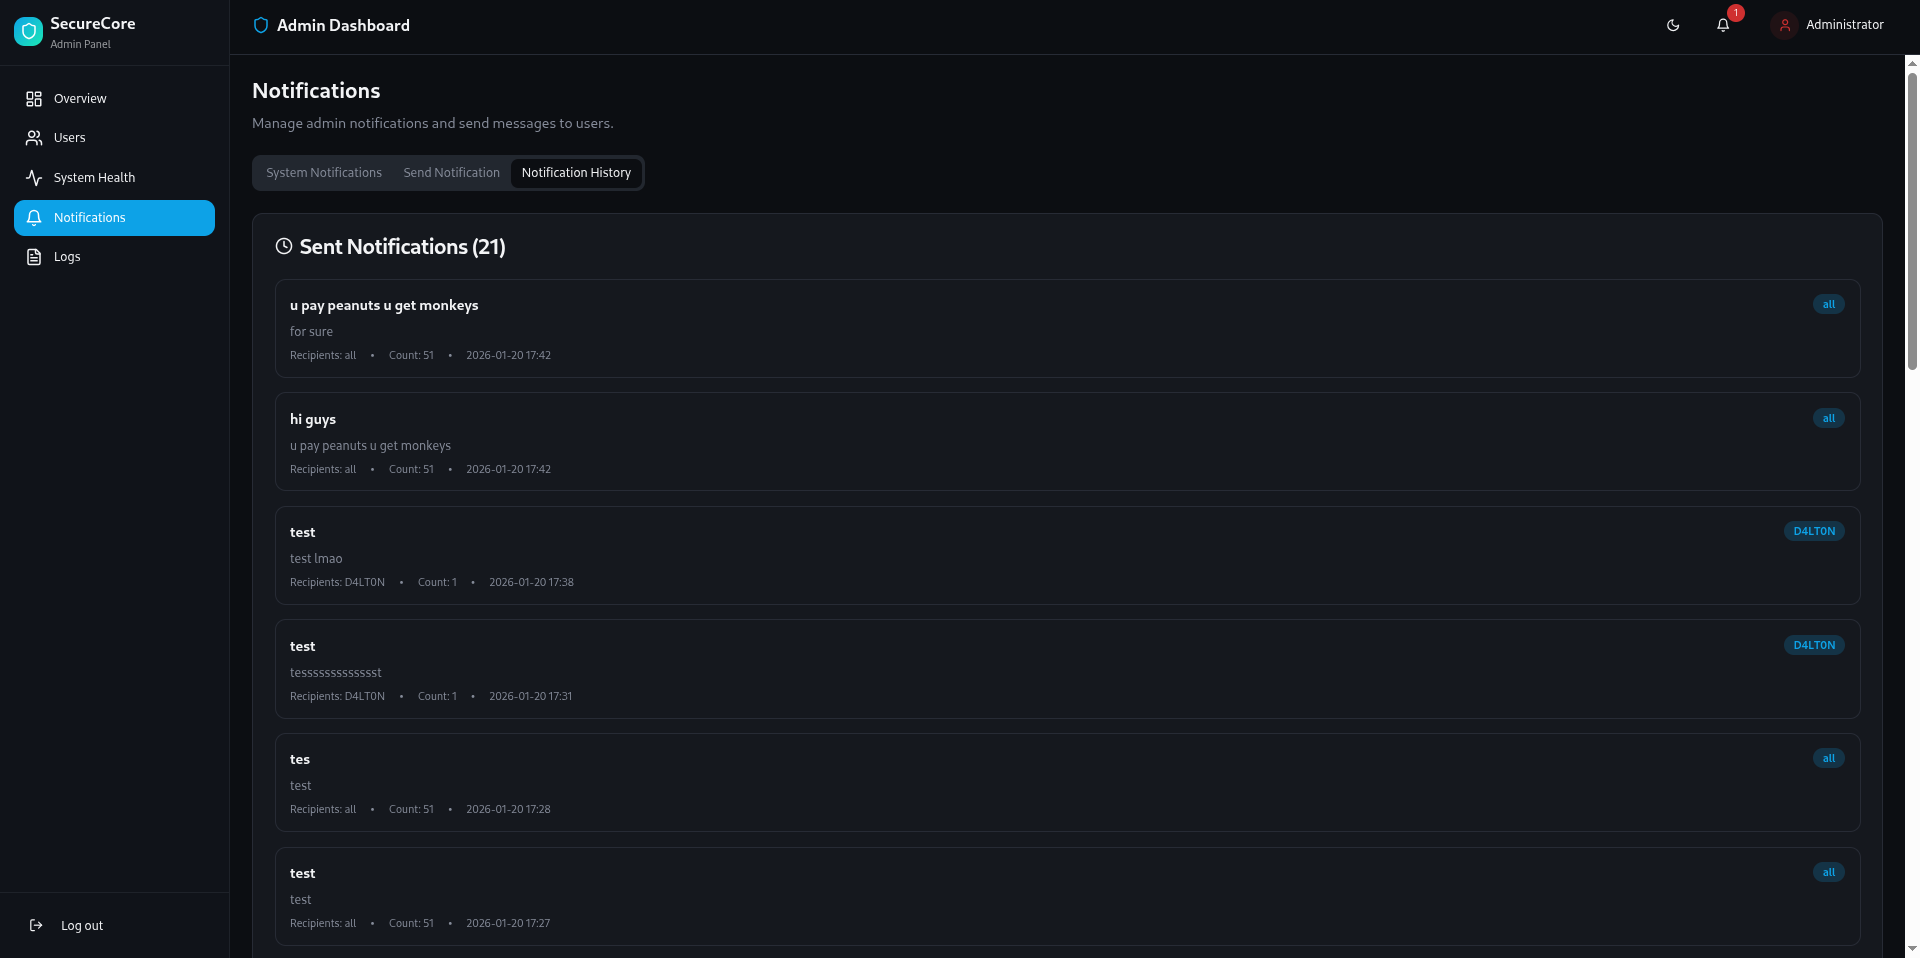 SecureCore
Admin Panel
Overview
Users
System Health
Notifications
Logs
Log out
Admin Dashboard
1
Administrator
Notifications
Manage admin notifications and send messages to users.
System Notifications Send Notification Notification History
Sent Notifications (21)
u pay peanuts u get monkeys
all
for sure
Recipients: all • Count: 51 • 2026-01-20 17:42
hi guys
all
u pay peanuts u get monkeys
Recipients: all • Count: 51 • 2026-01-20 17:42
test
D4LT0N
test lmao
Recipients: D4LT0N • Count: 1 • 2026-01-20 17:38
test
D4LT0N
tessssssssssssst
Recipients: D4LT0N • Count: 1 • 2026-01-20 17:31
tes
all
test
Recipients: all • Count: 51 • 2026-01-20 17:28
test
all
test
Recipients: all • Count: 51 • 2026-01-20 17:27